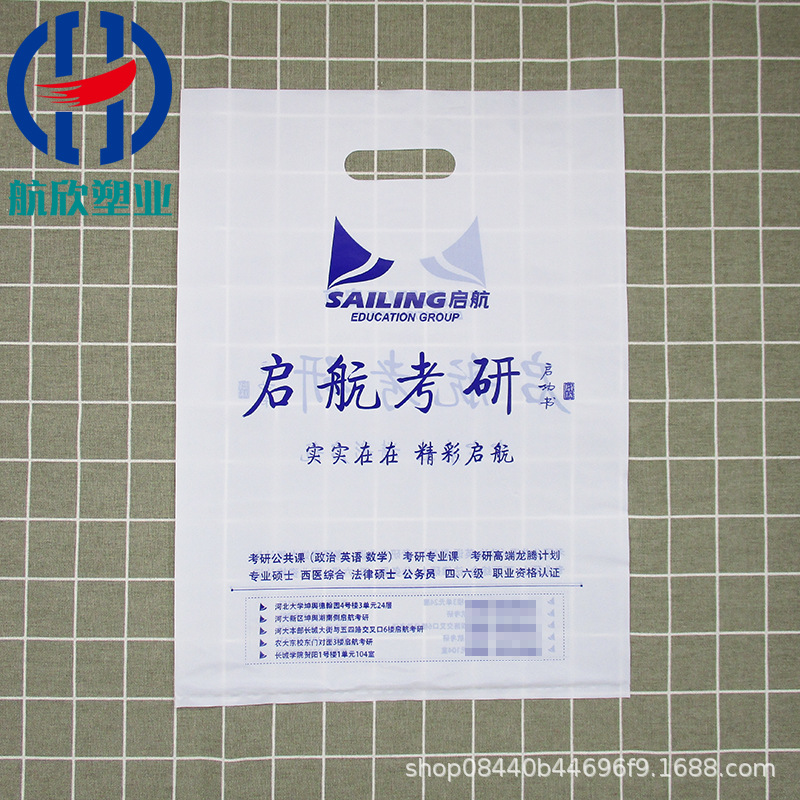 航欣塑业
SAILING启航
EDUCATION GROUP
启航考研
启功书
实实在在 精彩启航
考研公共课（政治 英语 数学） 考研专业课 考研高端龙腾计划
专业硕士 西医综合 法律硕士 公务员 四、六级 职业资格认证
河北大学坤舆德翰园4号楼3单元24层
河大新区坤舆湖南侧启航考研
河大本部长城大街与五四路交叉口6楼启航考研
农大东校东门对面3楼启航考研
长城学院贺阳1号楼1单元104室
shop08440b44696f9.1688.com